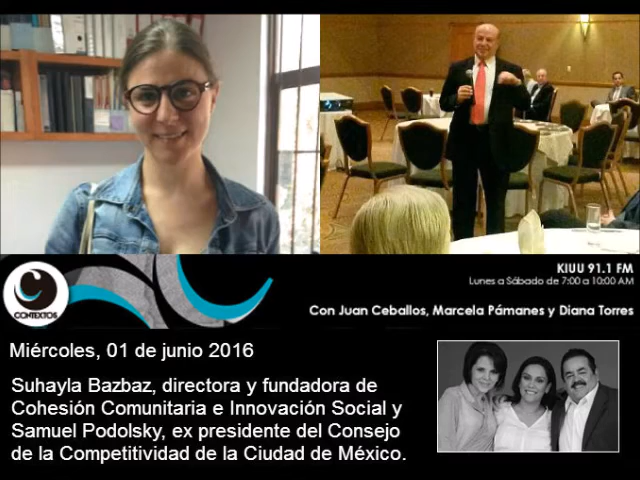 CONTEXTOS
KIUU 91.1 FM
Lunes a Sábado de 7:00 a 10:00 AM
Con Juan Ceballos, Marcela Pámanes y Diana Torres
Miércoles, 01 de junio 2016
Suhayla Bazbaz, directora y fundadora de
Cohesión Comunitaria e Innovación Social y
Samuel Podolsky, ex presidente del Consejo
de la Competitividad de la Ciudad de México.